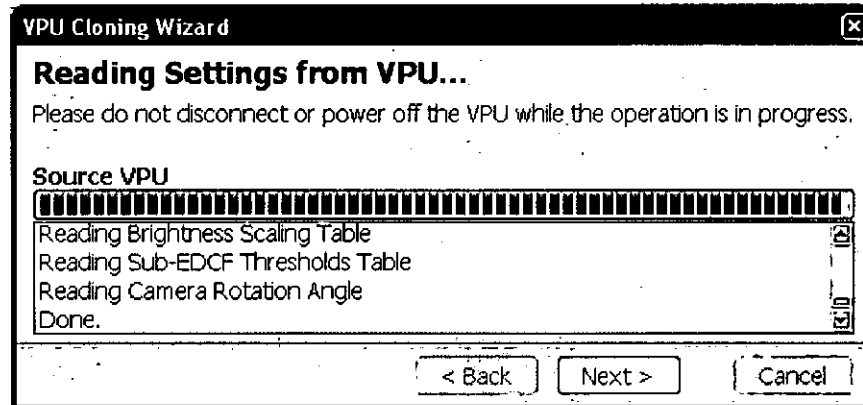 VPU Cloning Wizard
Reading Settings from VPU...
Please do not disconnect or power off the VPU while the operation is in progress.
Source VPU
Reading Brightness Scaling Table
Reading Sub-EDCF Thresholds Table
Reading Camera Rotation Angle
Done.
< Back Next > Cancel